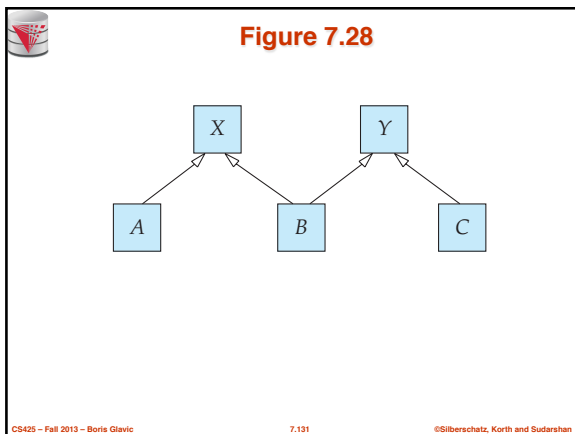 Figure 7.28
X Y
A B C
CS425 – Fall 2013 – Boris Glavic 7.131 ©Silberschatz, Korth and Sudarshan